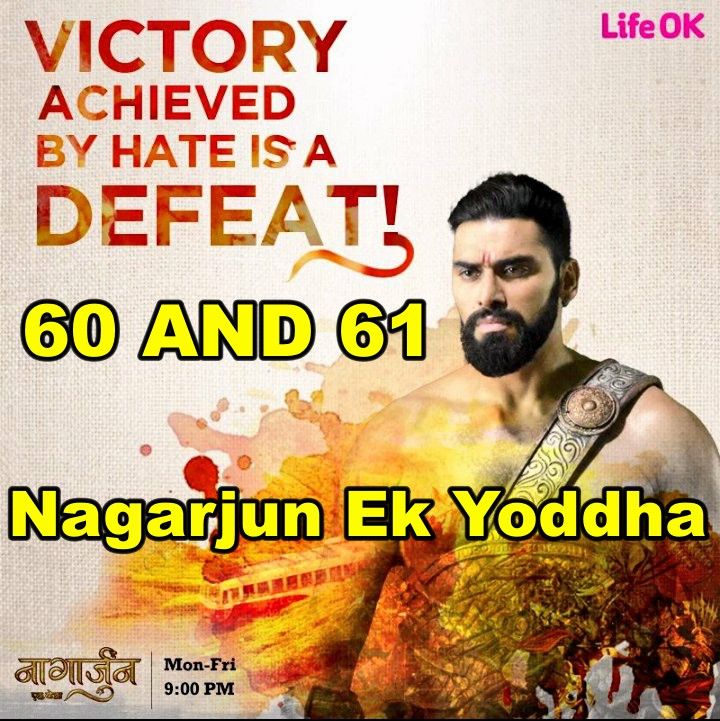 Life OK
VICTORY
ACHIEVED
BY HATE IS A
DEFEAT!
60 AND 61
Nagarjun Ek Yoddha
नागार्जुन
एक योद्धा
Mon-Fri
9:00 PM